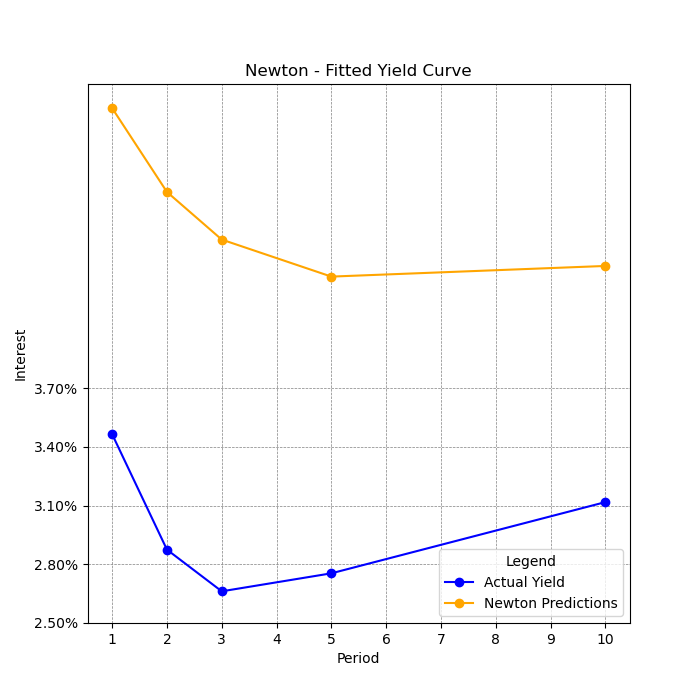 Newton - Fitted Yield Curve
Interest
3.70%
3.40%
3.10%
2.80%
2.50%
Legend
Actual Yield
Newton Predictions
1 2 3 4 5 6 7 8 9 10
Period